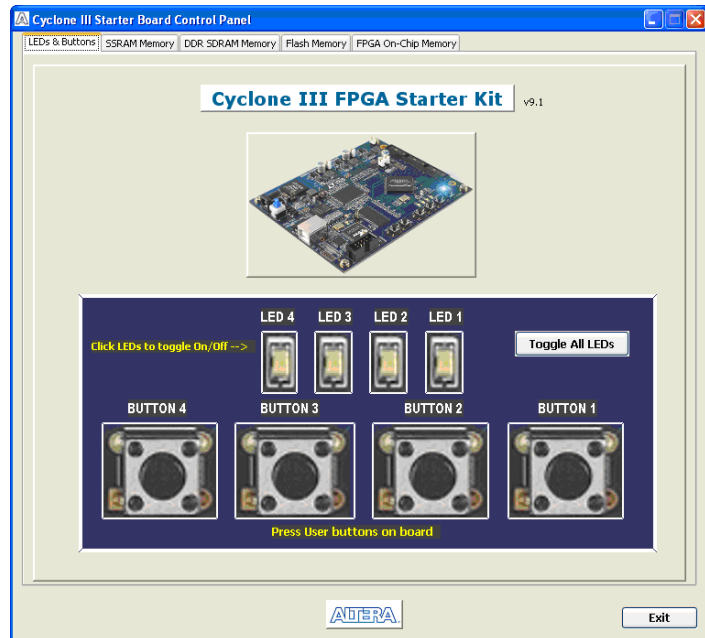 Cyclone III Starter Board Control Panel
LEDs & Buttons SSRAM Memory DDR SDRAM Memory Flash Memory FPGA On-Chip Memory
Cyclone III FPGA Starter Kit v9.1
LED 4 LED 3 LED 2 LED 1
Click LEDs to toggle On/Off --> Toggle All LEDs
BUTTON 4 BUTTON 3 BUTTON 2 BUTTON 1
Press User buttons on board
ALTERA.
Exit